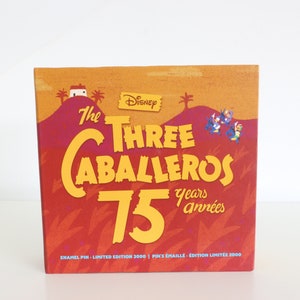 Disney
The
THREE
CABALLEROS
75 years
années
ENAMEL PIN · LIMITED EDITION 2000 | PIN'S ÉMAILLÉ · ÉDITION LIMITÉE 2000